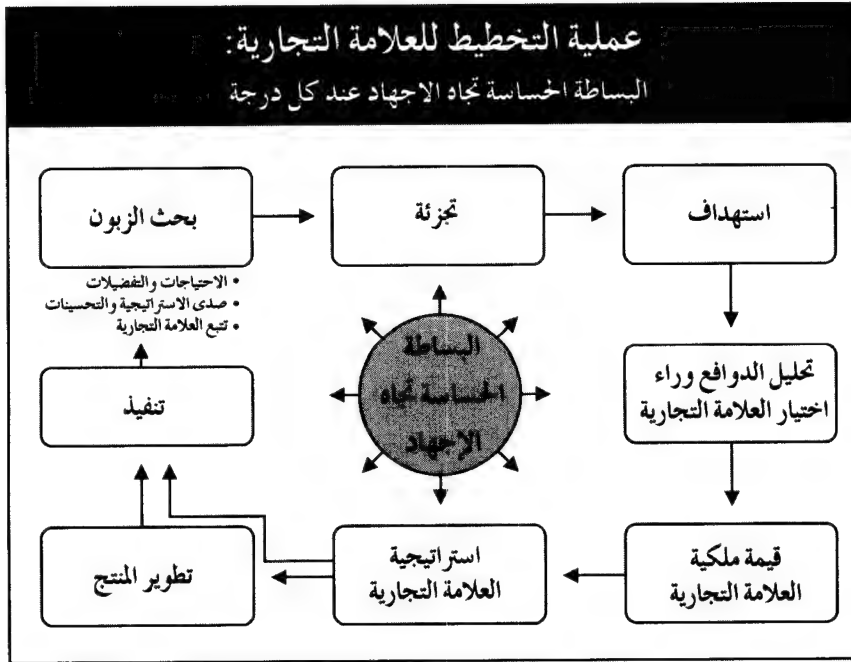 عملية التخطيط للعلامة التجارية:
البساطة الحساسة تجاه الاجهاد عند كل درجة
بحث الزبون
تجزئة
استهداف
• الاحتياجات والتفضيلات
• صدى الاستراتيجية والتحسينات
• تتبع العلامة التجارية
البساطة
الحساسة تجاه
الإجهاد
تنفيذ
تحليل الدوافع وراء
اختيار العلامة التجارية
تطوير المنتج
استراتيجية
العلامة التجارية
قيمة ملكية
العلامة التجارية